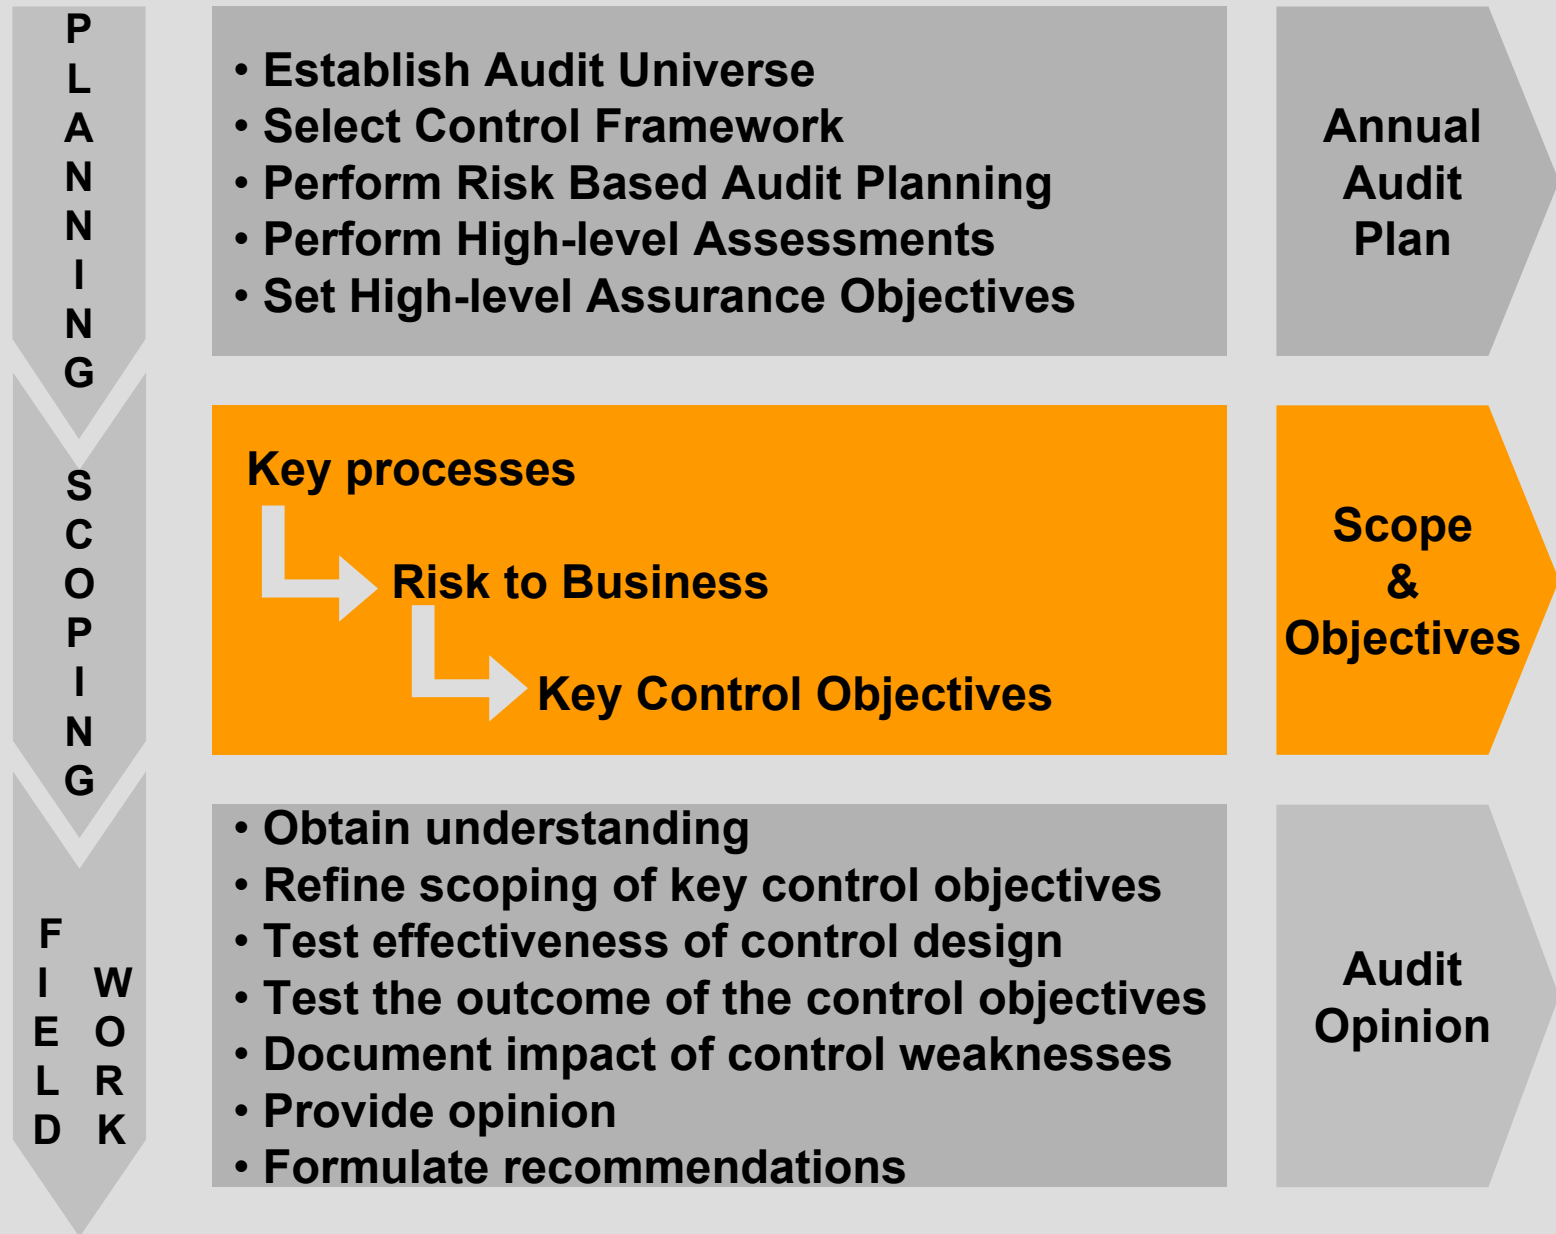 PLANNING
• Establish Audit Universe
• Select Control Framework
• Perform Risk Based Audit Planning
• Perform High-level Assessments
• Set High-level Assurance Objectives
Annual
Audit
Plan
SCOPING
Key processes
Risk to Business
Key Control Objectives
Scope
&
Objectives
FIELD
WORK
• Obtain understanding
• Refine scoping of key control objectives
• Test effectiveness of control design
• Test the outcome of the control objectives
• Document impact of control weaknesses
• Provide opinion
• Formulate recommendations
Audit
Opinion